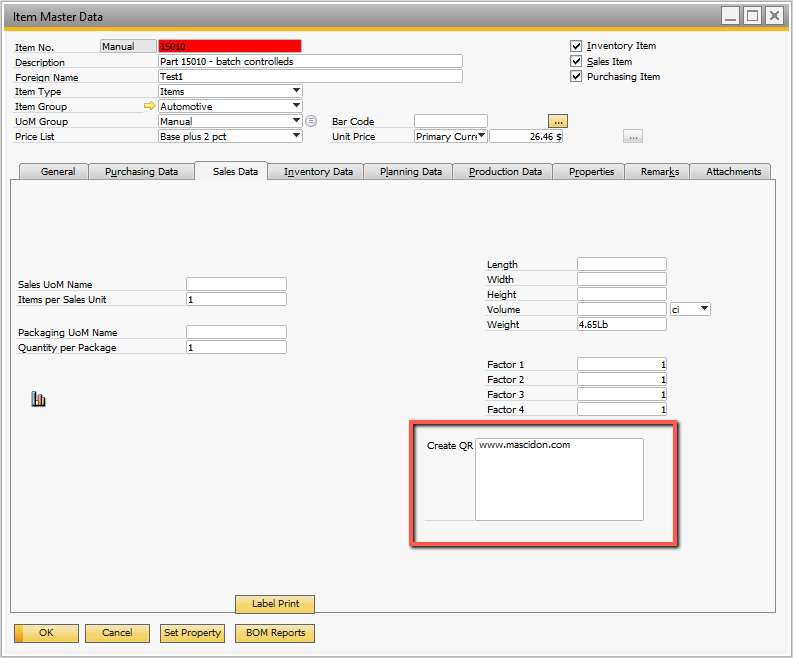 Item Master Data
Item No. Manual 15010
Description Part 15010 - batch controlleds
Foreign Name Test1
Item Type Items
Item Group Automotive
UoM Group Manual
Price List Base plus 2 pct
Inventory Item
Sales Item
Purchasing Item
Bar Code ...
Unit Price Primary Curre 26.46 $ ...
General Purchasing Data Sales Data Inventory Data Planning Data Production Data Properties Remarks Attachments
Sales UoM Name
Items per Sales Unit 1
Packaging UoM Name
Quantity per Package 1
Length
Width
Height
Volume ci
Weight 4.65Lb
Factor 1 1
Factor 2 1
Factor 3 1
Factor 4 1
Create QR www.mascidon.com
Label Print
OK Cancel Set Property BOM Reports